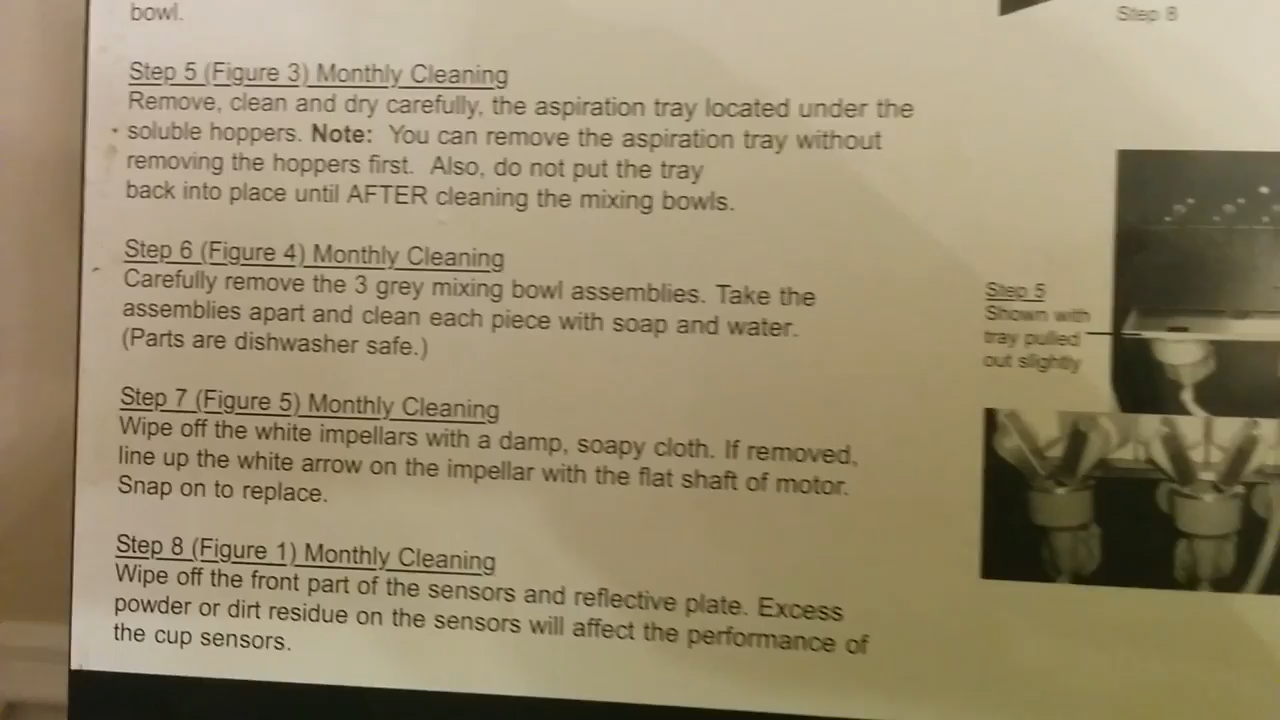 bowl.
Step 5 (Figure 3) Monthly Cleaning
Remove, clean and dry carefully, the aspiration tray located under the
soluble hoppers. Note: You can remove the aspiration tray without
removing the hoppers first. Also, do not put the tray
back into place until AFTER cleaning the mixing bowls.
Step 6 (Figure 4) Monthly Cleaning
Carefully remove the 3 grey mixing bowl assemblies. Take the
assemblies apart and clean each piece with soap and water.
(Parts are dishwasher safe.)
Step 7 (Figure 5) Monthly Cleaning
Wipe off the white impellars with a damp, soapy cloth. If removed,
line up the white arrow on the impellar with the flat shaft of motor.
Snap on to replace.
Step 8 (Figure 1) Monthly Cleaning
Wipe off the front part of the sensors and reflective plate. Excess
powder or dirt residue on the sensors will affect the performance of
the cup sensors.
Step 8
Step 5
Shown with
tray pulled
out slightly